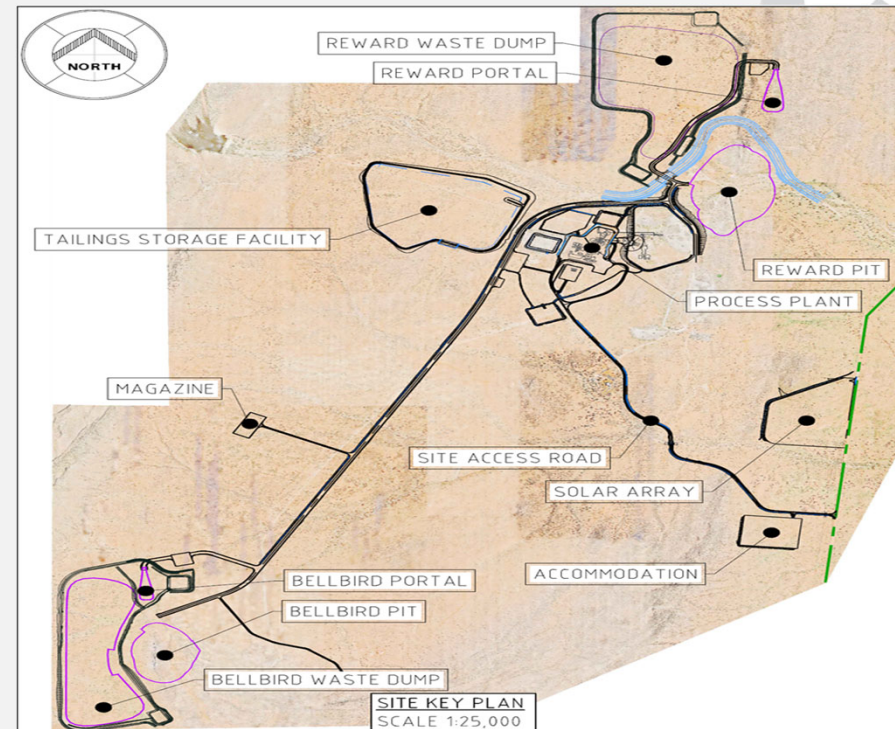 NORTH
REWARD WASTE DUMP
REWARD PORTAL
TAILINGS STORAGE FACILITY
REWARD PIT
PROCESS PLANT
MAGAZINE
SITE ACCESS ROAD
SOLAR ARRAY
ACCOMMODATION
BELLBIRD PORTAL
BELLBIRD PIT
BELLBIRD WASTE DUMP
SITE KEY PLAN
SCALE 1:25,000